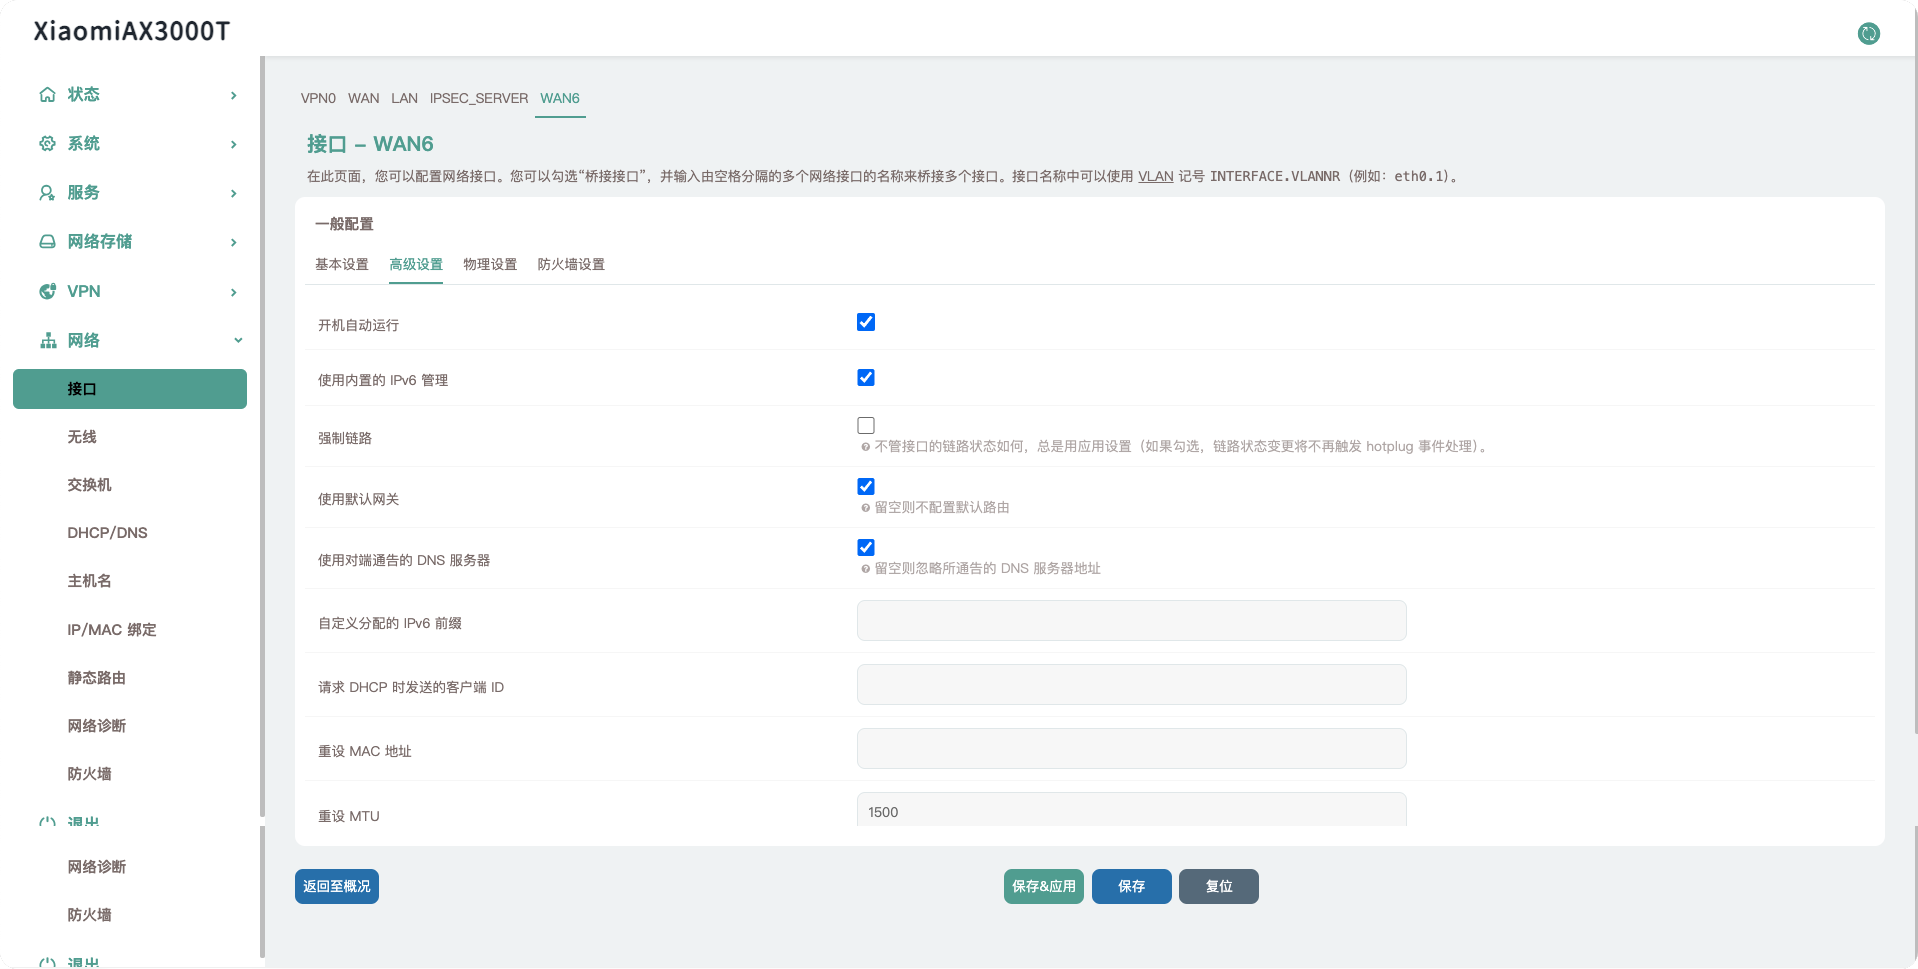 XiaomiAX3000T
状态
系统
服务
网络存储
VPN
网络
接口
无线
交换机
DHCP/DNS
主机名
IP/MAC 绑定
静态路由
网络诊断
防火墙
退出
网络诊断
防火墙
退出
VPN0 WAN LAN IPSEC_SERVER WAN6
接口 – WAN6
在此页面，您可以配置网络接口。您可以勾选“桥接接口”，并输入由空格分隔的多个网络接口的名称来桥接多个接口。接口名称中可以使用 VLAN 记号 INTERFACE.VLANNR（例如：eth0.1）。
一般配置
基本设置 高级设置 物理设置 防火墙设置
开机自动运行
使用内置的 IPv6 管理
强制链路
不管接口的链路状态如何，总是用应用设置（如果勾选，链路状态变更将不再触发 hotplug 事件处理）。
使用默认网关
留空则不配置默认路由
使用对端通告的 DNS 服务器
留空则忽略所通告的 DNS 服务器地址
自定义分配的 IPv6 前缀
请求 DHCP 时发送的客户端 ID
重设 MAC 地址
重设 MTU
1500
返回至概况 保存&应用 保存 复位